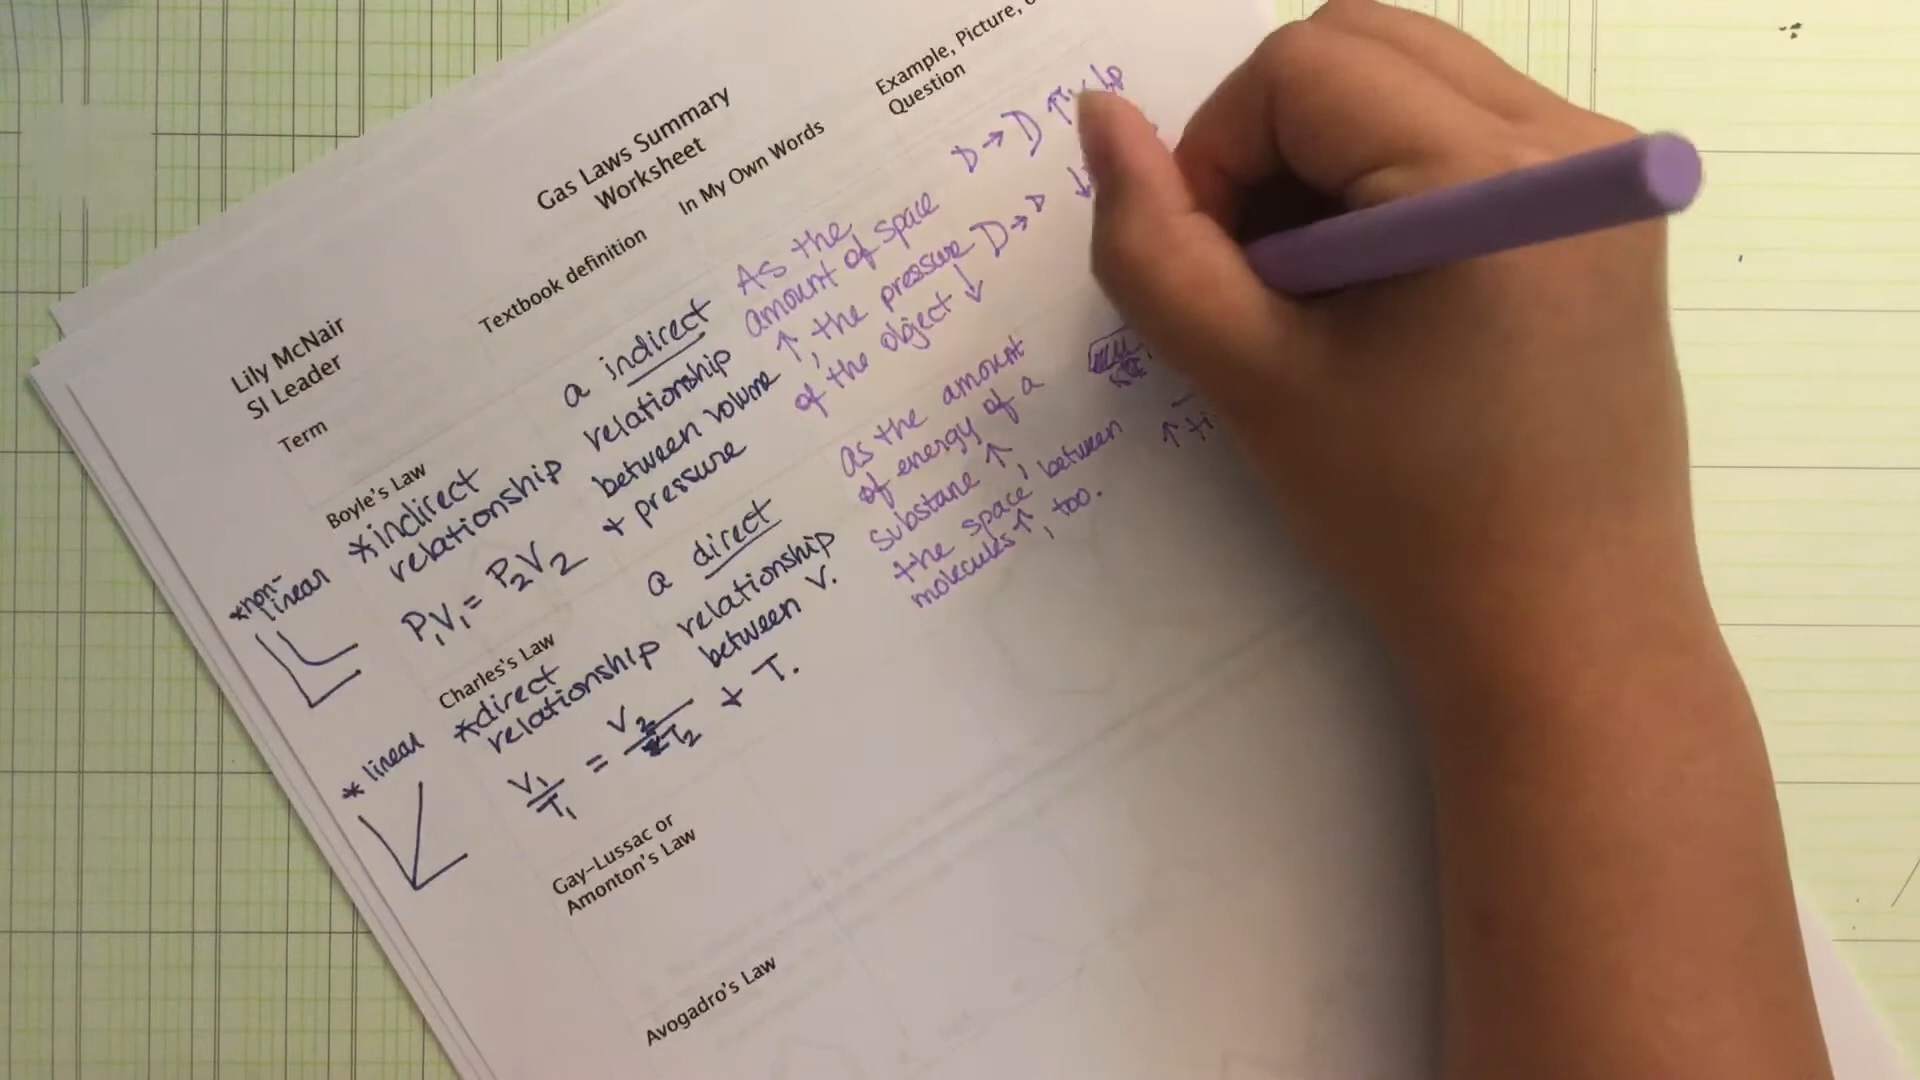 Lily McNair
SI Leader
Gas Laws Summary
Worksheet
Term
Textbook definition
In My Own Words
Example, Picture,
Question
Boyle's Law
*indirect
relationship
P₁V₁ = P₂V₂
*non-
linear
a indirect
relationship
between volume
+ pressure
As the
amount of space
↑, the pressure
of the object ↓
D → D ↑
D → D ↓
Charles's Law
*direct
relationship
V₁/T₁ = V₂/T₂
* linear
a direct
relationship
between V.
+ T.
as the amount
of energy of a
substane ↑
the space, between
molecules ↑, too.
↑
Gay-Lussac or
Amonton's Law
Avogadro's Law